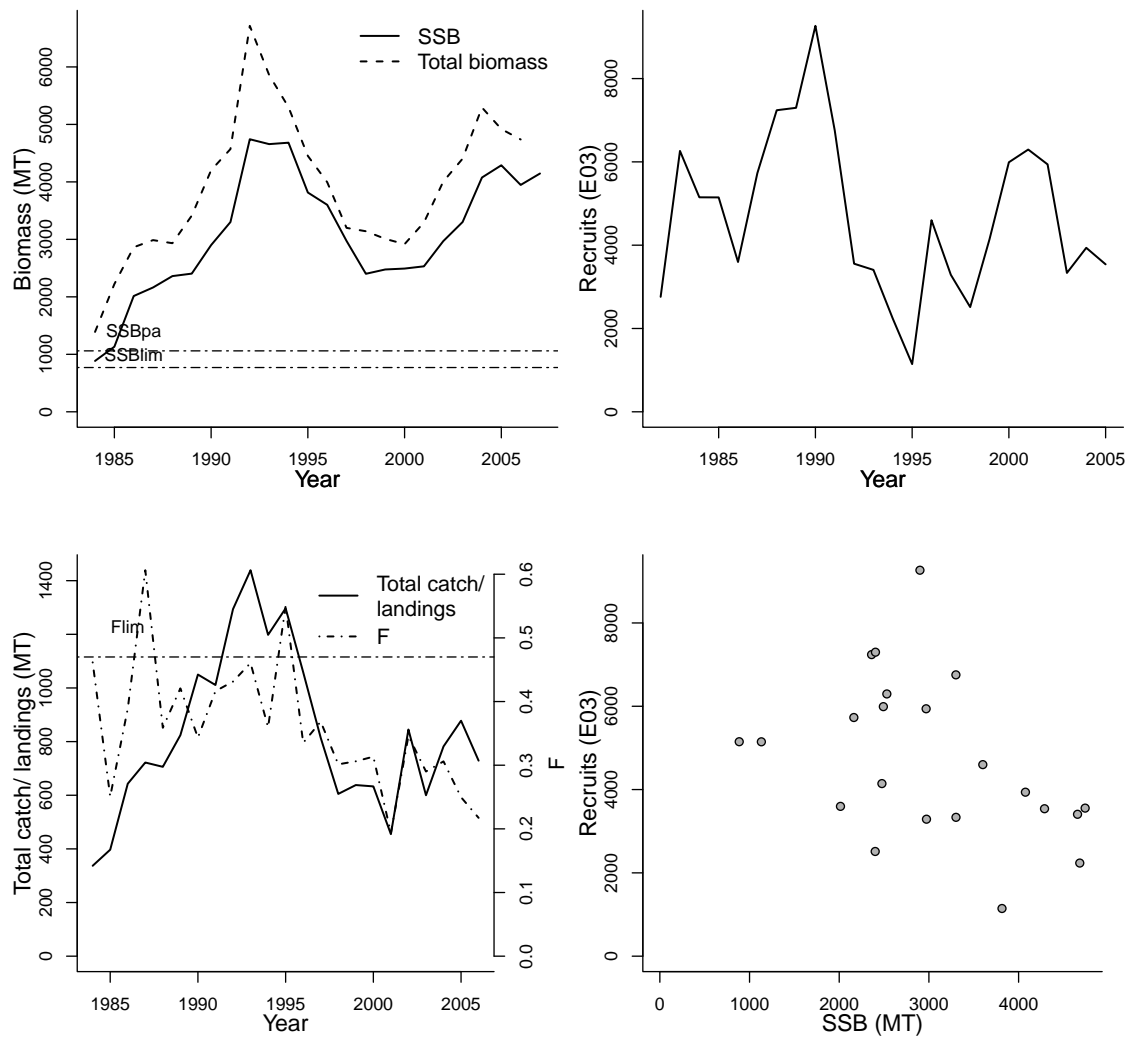 SSB
Total biomass
Biomass (MT)
0 1000 2000 3000 4000 5000 6000
SSBpa
SSBlim
1985 1990 1995 2000 2005
Year
Recruits (E03)
0 2000 4000 6000 8000
1985 1990 1995 2000 2005
Year
Total catch/
landings
F
Total catch/ landings (MT)
0 200 400 600 800 1000 1400
Flim
0.0 0.1 0.2 0.3 0.4 0.5 0.6
F
1985 1990 1995 2000 2005
Year
Recruits (E03)
0 2000 4000 6000 8000
0 1000 2000 3000 4000
SSB (MT)